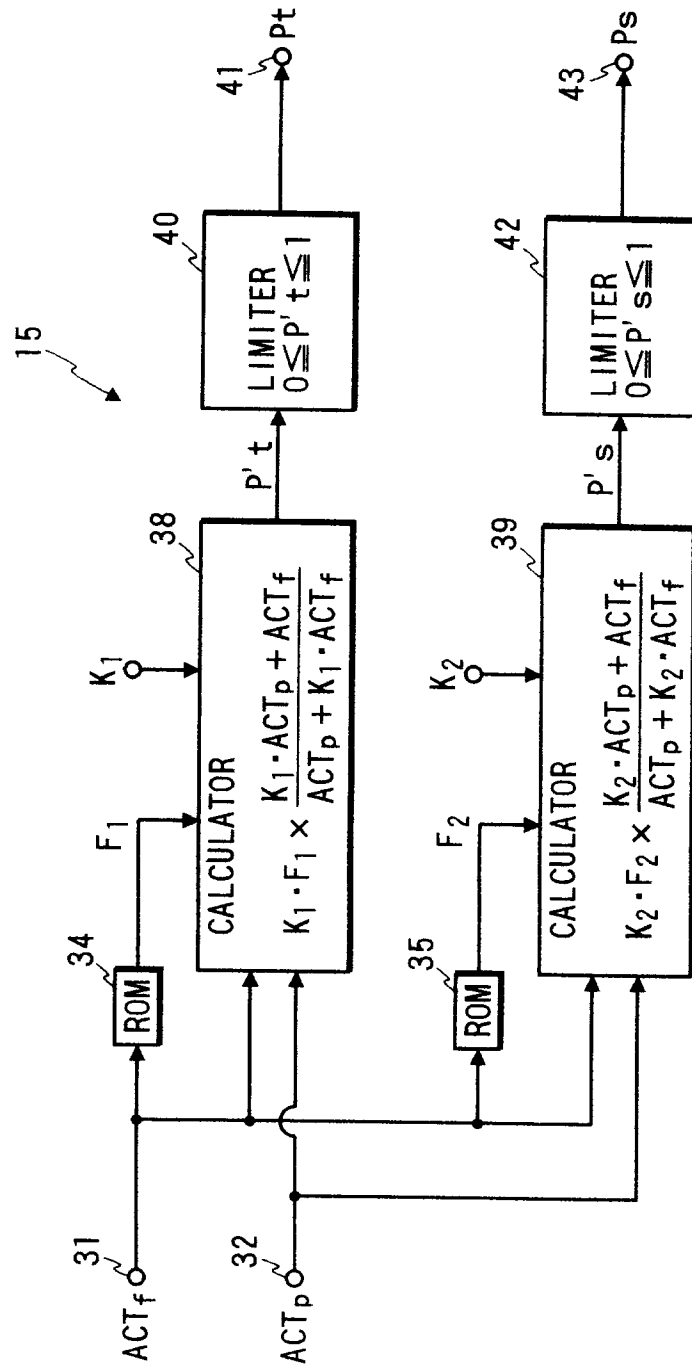 15
31
ACTf
32
ACTp
34
ROM
F1
K1
38
CALCULATOR
K1·F1 × (K1·ACTp + ACTf) / (ACTp + K1·ACTf)
P't
40
LIMITER
0≦P't≦1
41
Pt
35
ROM
F2
K2
39
CALCULATOR
K2·F2 × (K2·ACTp + ACTf) / (ACTp + K2·ACTf)
P's
42
LIMITER
0≦P's≦1
43
Ps